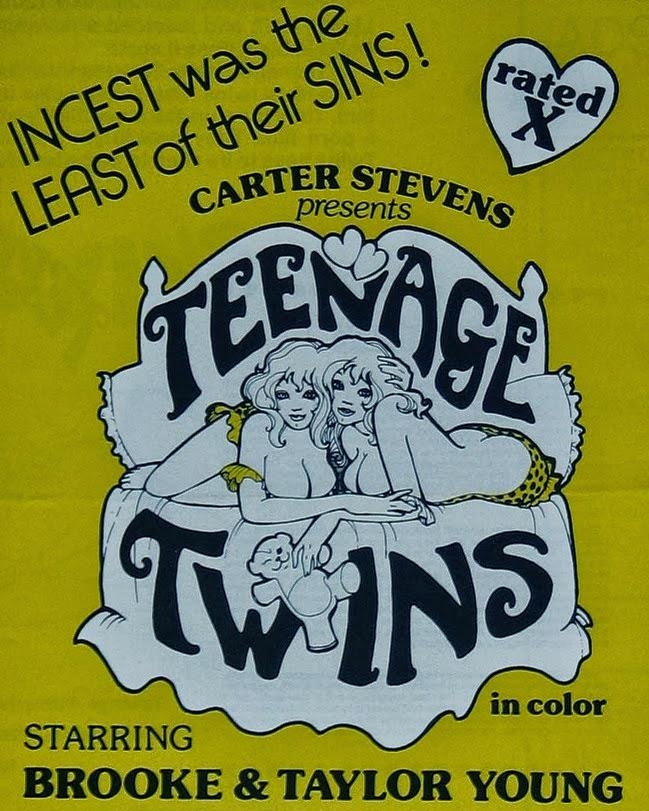 INCEST was the
LEAST of their SINS!
rated
X
CARTER STEVENS
presents
TEENAGE
TWINS
in color
STARRING
BROOKE & TAYLOR YOUNG